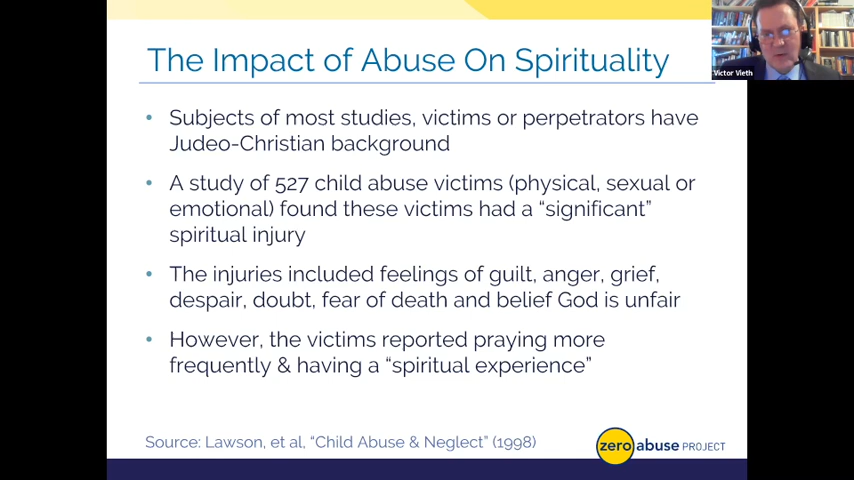 The Impact of Abuse On Spirituality
Victor Vieth
• Subjects of most studies, victims or perpetrators have
Judeo-Christian background
• A study of 527 child abuse victims (physical, sexual or
emotional) found these victims had a “significant”
spiritual injury
• The injuries included feelings of guilt, anger, grief,
despair, doubt, fear of death and belief God is unfair
• However, the victims reported praying more
frequently & having a “spiritual experience”
Source: Lawson, et al, “Child Abuse & Neglect” (1998)
zero abuse PROJECT